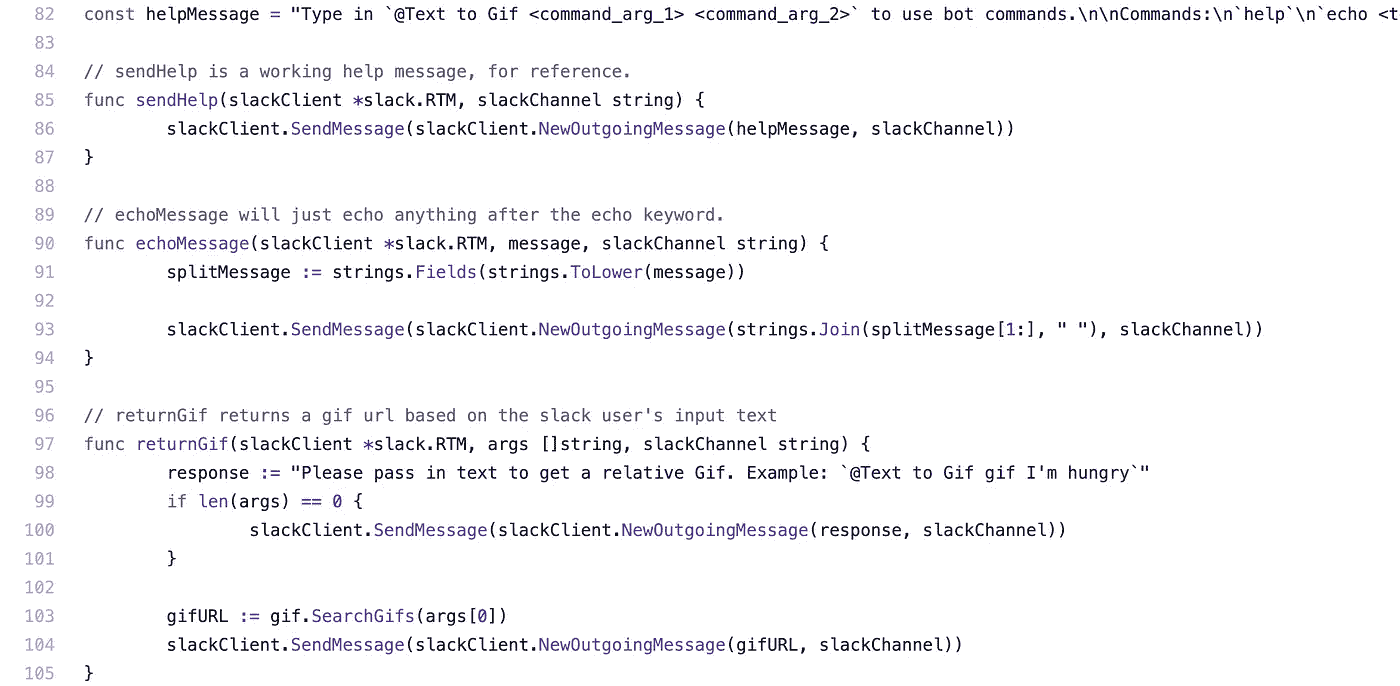 82 const helpMessage = "Type in `@Text to Gif <command_arg_1> <command_arg_2>` to use bot commands.\n\nCommands:\n`help`\n`echo <t
83
84 // sendHelp is a working help message, for reference.
85 func sendHelp(slackClient *slack.RTM, slackChannel string) {
86 slackClient.SendMessage(slackClient.NewOutgoingMessage(helpMessage, slackChannel))
87 }
88
89 // echoMessage will just echo anything after the echo keyword.
90 func echoMessage(slackClient *slack.RTM, message, slackChannel string) {
91 splitMessage := strings.Fields(strings.ToLower(message))
92
93 slackClient.SendMessage(slackClient.NewOutgoingMessage(strings.Join(splitMessage[1:], " "), slackChannel))
94 }
95
96 // returnGif returns a gif url based on the slack user's input text
97 func returnGif(slackClient *slack.RTM, args []string, slackChannel string) {
98 response := "Please pass in text to get a relative Gif. Example: `@Text to Gif gif I'm hungry`"
99 if len(args) == 0 {
100 slackClient.SendMessage(slackClient.NewOutgoingMessage(response, slackChannel))
101 }
102
103 gifURL := gif.SearchGifs(args[0])
104 slackClient.SendMessage(slackClient.NewOutgoingMessage(gifURL, slackChannel))
105 }